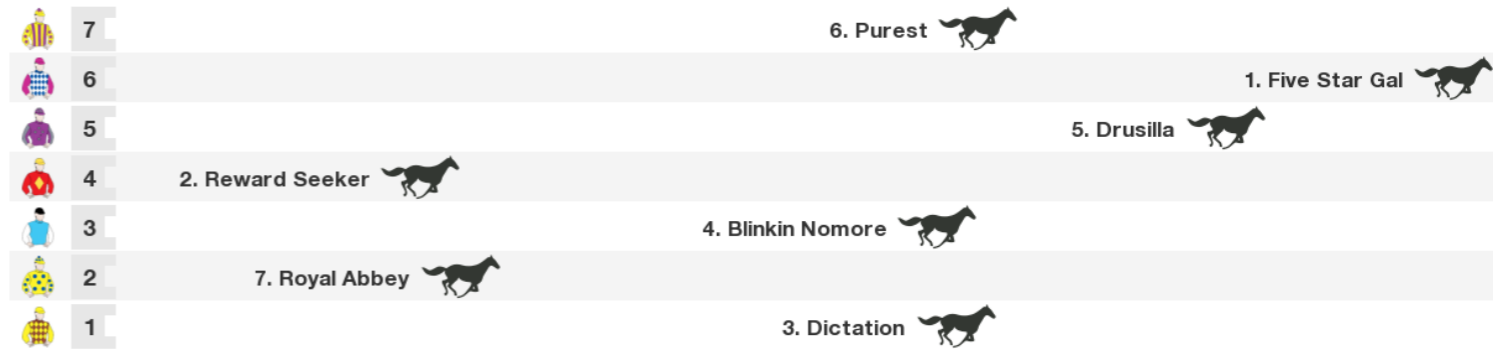 7 6. Purest
6 1. Five Star Gal
5 5. Drusilla
4 2. Reward Seeker
3 4. Blinkin Nomore
2 7. Royal Abbey
1 3. Dictation